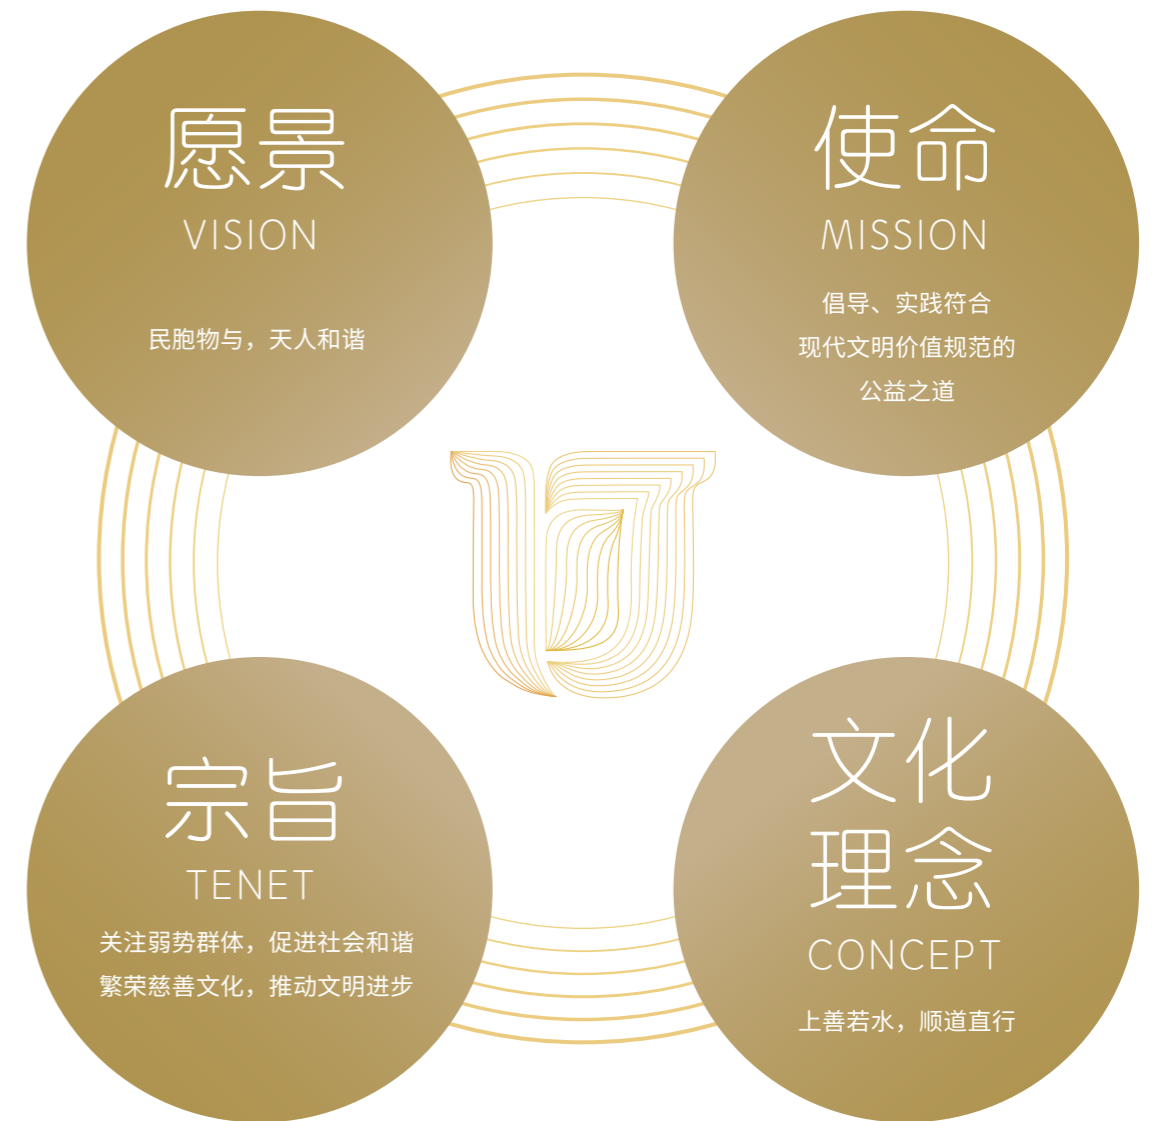 愿景
VISION
民胞物与，天人和谐
使命
MISSION
倡导、实践符合
现代文明价值规范的
公益之道
宗旨
TENET
关注弱势群体，促进社会和谐
繁荣慈善文化，推动文明进步
文化
理念
CONCEPT
上善若水，顺道直行